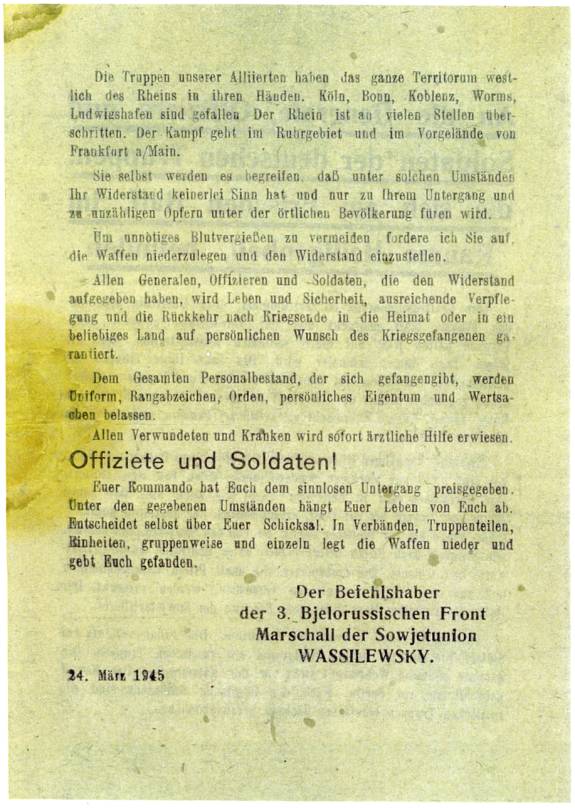 Die Truppen unserer Alliierten haben das ganze Territorum west-
lich des Rheins in ihren Händen. Köln, Bonn, Koblenz, Worms,
Ludwigshafen sind gefallen Der Rhein ist an vielen Stellen über-
schritten. Der Kampf geht im Ruhrgebiet und im Vorgelände von
Frankfurt a/Main.
Sie selbst werden es begreifen, daß unter solchen Umständen
Ihr Widerstand keinerlei Sinn hat und nur zu Ihrem Untergang und
zu unzähligen Opfern unter der örtlichen Bevölkerung füren wird.
Um unnötiges Blutvergießen zu vermeiden fordere ich Sie auf,
die Waffen niederzulegen und den Widerstand einzustellen.
Allen Generalen, Offizieren und Soldaten, die den Widerstand
aufgegeben haben, wird Leben und Sicherheit, ausreichende Verpfle-
gung und die Rückkehr nach Kriegsende in die Heimat oder in ein
beliebiges Land auf persönlichen Wunsch des Kriegsgefangenen ga-
rantiert.
Dem Gesamten Personalbestand, der sich gefangengibt, werden
Uniform, Rangabzeichen, Orden, persönliches Eigentum und Wertsa-
chen belassen.
Allen Verwundeten und Kranken wird sofort ärztliche Hilfe erwiesen.
Offiziete und Soldaten!
Euer Kommando hat Euch dem sinnlosen Untergang preisgegeben.
Unter den gegebenen Umständen hängt Euer Leben von Euch ab.
Entscheidet selbst über Euer Schicksal. In Verbänden, Truppenteilen,
Einheiten, gruppenweise und einzeln legt die Waffen nieder und
gebt Euch gefanden.
Der Befehlshaber
der 3. Bjelorussischen Front
Marschall der Sowjetunion
WASSILEWSKY.
24. März 1945